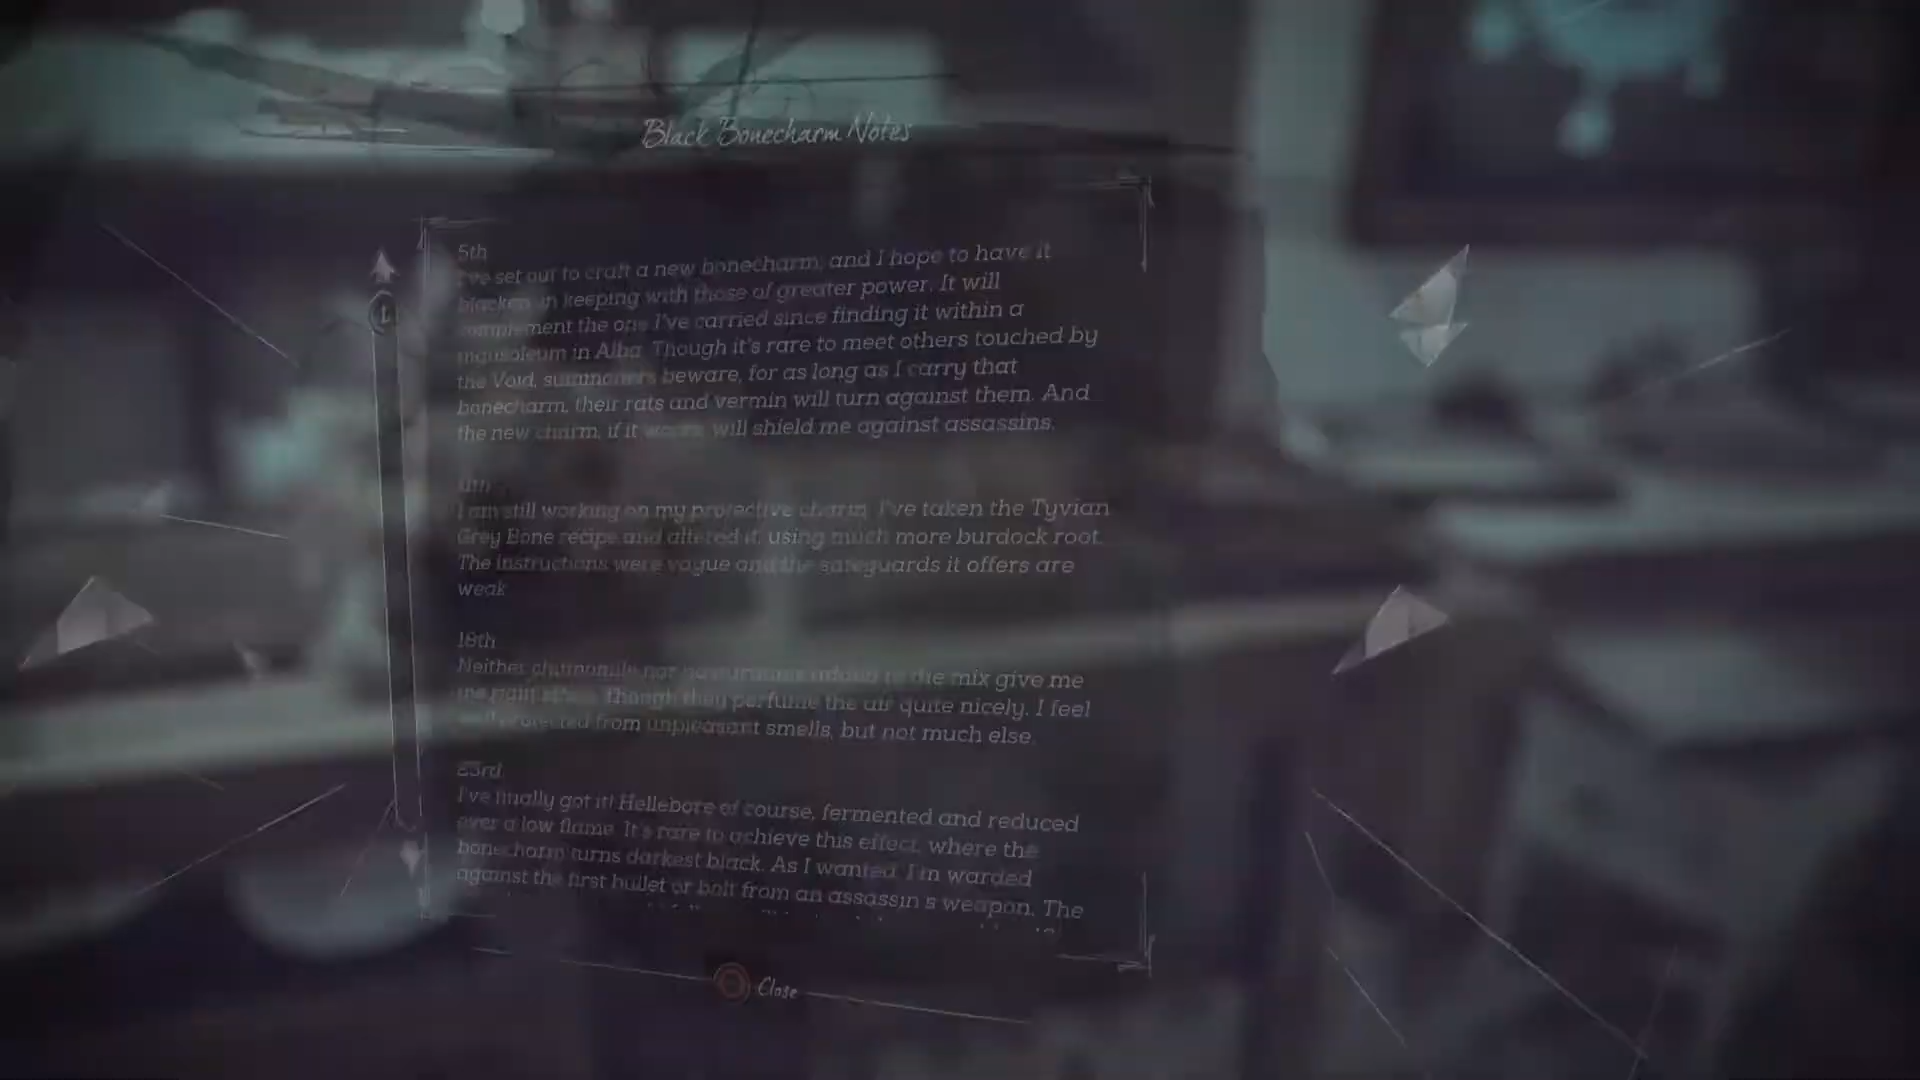 Black Bonecharm Notes
5th
I've set out to craft a new bonecharm, and I hope to have it
blacken in keeping with those of greater power. It will
complement the one I've carried since finding it within a
mausoleum in Alba. Though it's rare to meet others touched by
the Void, summoners beware, for as long as I carry that
bonecharm, their rats and vermin will turn against them. And
the new charm, if it works, will shield me against assassins.
11th
I am still working on my protective charm. I've taken the Tyvian
Grey Bone recipe and altered it, using much more burdock root.
The instructions were vague and the safeguards it offers are
weak
18th
Neither chamomile nor added to the mix give me
the right though they perfume the air quite nicely. I feel
well protected from unpleasant smells, but not much else.
23rd
I've finally got it! Hellebore of course, fermented and reduced
over a low flame. It's rare to achieve this effect, where the
bonecharm turns darkest black. As I wanted, I'm warded
against the first bullet or bolt from an assassin's weapon. The
L
Close